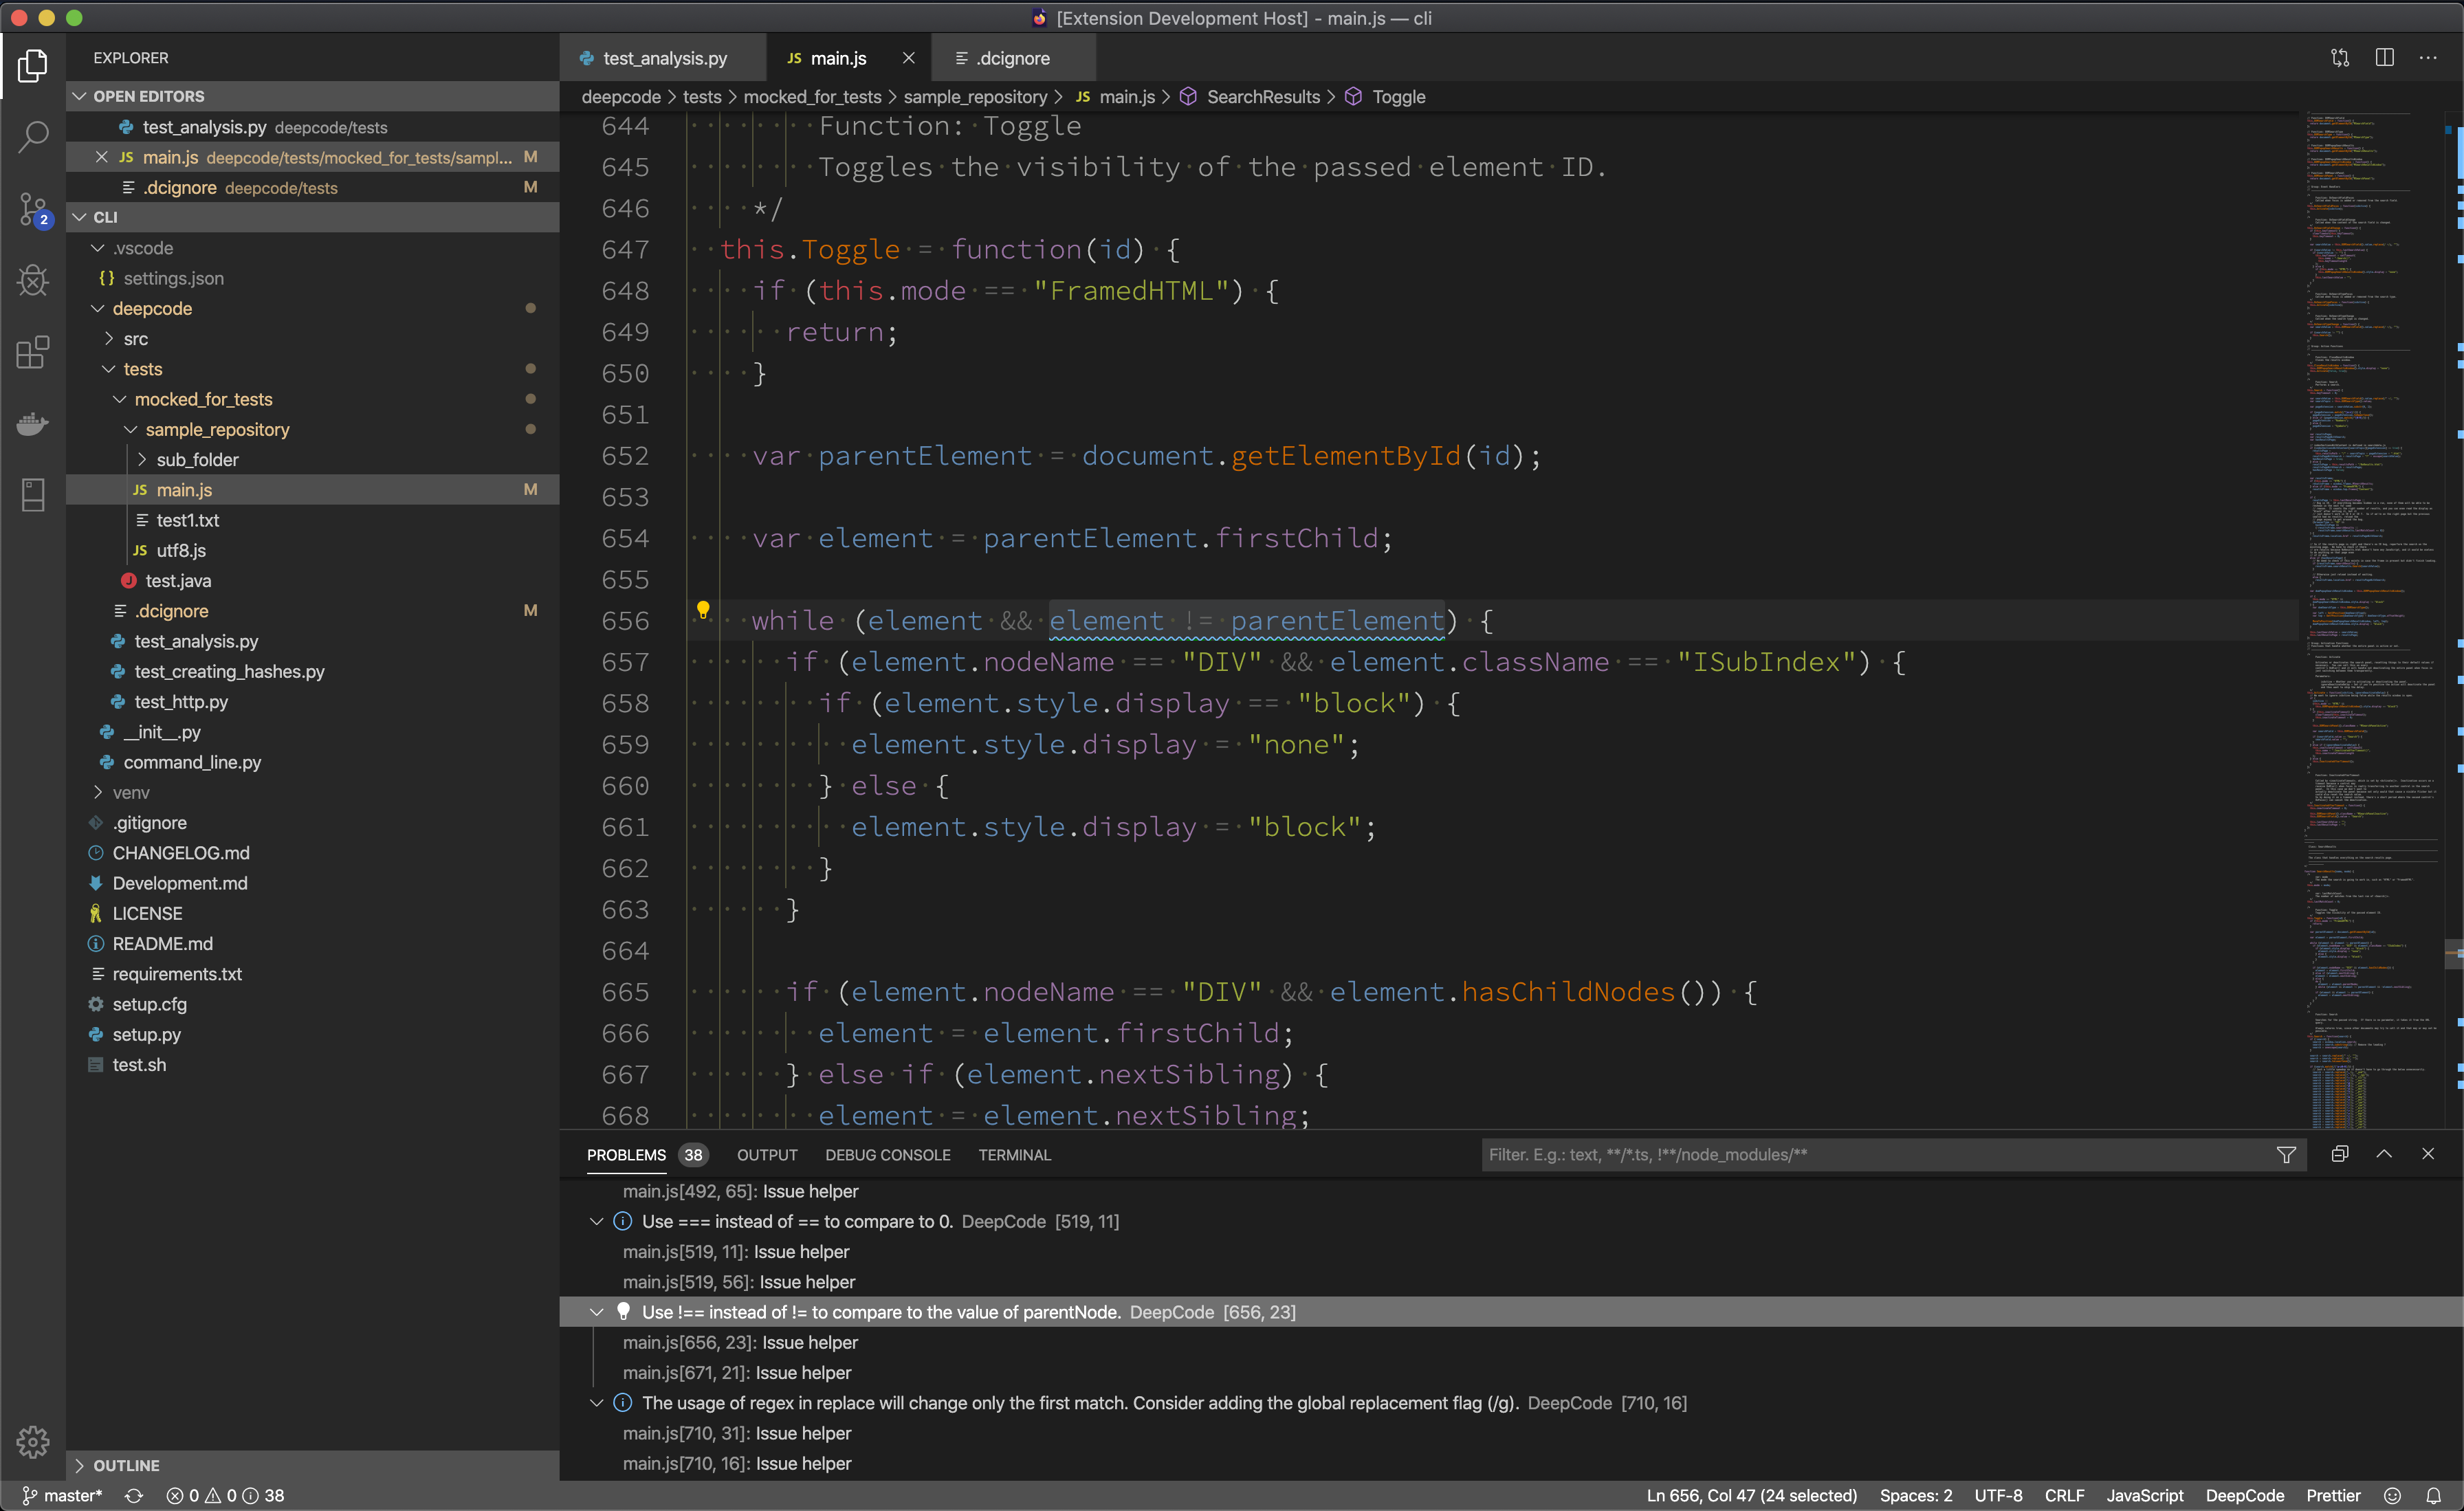 [Extension Development Host] - main.js — cli
EXPLORER
OPEN EDITORS
test_analysis.py deepcode/tests
JS main.js deepcode/tests/mocked_for_tests/sampl... M
.dcignore deepcode/tests M
2
CLI
.vscode
{} settings.json
deepcode
src
tests
mocked_for_tests
sample_repository
sub_folder
JS main.js M
test1.txt
JS utf8.js
J test.java
.dcignore M
test_analysis.py
test_creating_hashes.py
test_http.py
__init__.py
command_line.py
venv
.gitignore
CHANGELOG.md
Development.md
LICENSE
README.md
requirements.txt
setup.cfg
setup.py
test.sh
OUTLINE
test_analysis.py JS main.js .dcignore
deepcode > tests > mocked_for_tests > sample_repository > JS main.js > SearchResults > Toggle
644 Function: Toggle
645 Toggles the visibility of the passed element ID.
646 */
647 this.Toggle = function(id) {
648 if (this.mode == "FramedHTML") {
649 return;
650 }
651
652 var parentElement = document.getElementById(id);
653
654 var element = parentElement.firstChild;
655
656 while (element && element != parentElement) {
657 if (element.nodeName == "DIV" && element.className == "ISubIndex") {
658 if (element.style.display == "block") {
659 element.style.display = "none";
660 } else {
661 element.style.display = "block";
662 }
663 }
664
665 if (element.nodeName == "DIV" && element.hasChildNodes()) {
666 element = element.firstChild;
667 } else if (element.nextSibling) {
668 element = element.nextSibling;
PROBLEMS 38 OUTPUT DEBUG CONSOLE TERMINAL Filter. E.g.: text, **/*.ts, !**/node_modules/**
main.js[492, 65]: Issue helper
Use === instead of == to compare to 0. DeepCode [519, 11]
main.js[519, 11]: Issue helper
main.js[519, 56]: Issue helper
Use !== instead of != to compare to the value of parentNode. DeepCode [656, 23]
main.js[656, 23]: Issue helper
main.js[671, 21]: Issue helper
The usage of regex in replace will change only the first match. Consider adding the global replacement flag (/g). DeepCode [710, 16]
main.js[710, 31]: Issue helper
main.js[710, 16]: Issue helper
master* 0 0 38 Ln 656, Col 47 (24 selected) Spaces: 2 UTF-8 CRLF JavaScript DeepCode Prettier